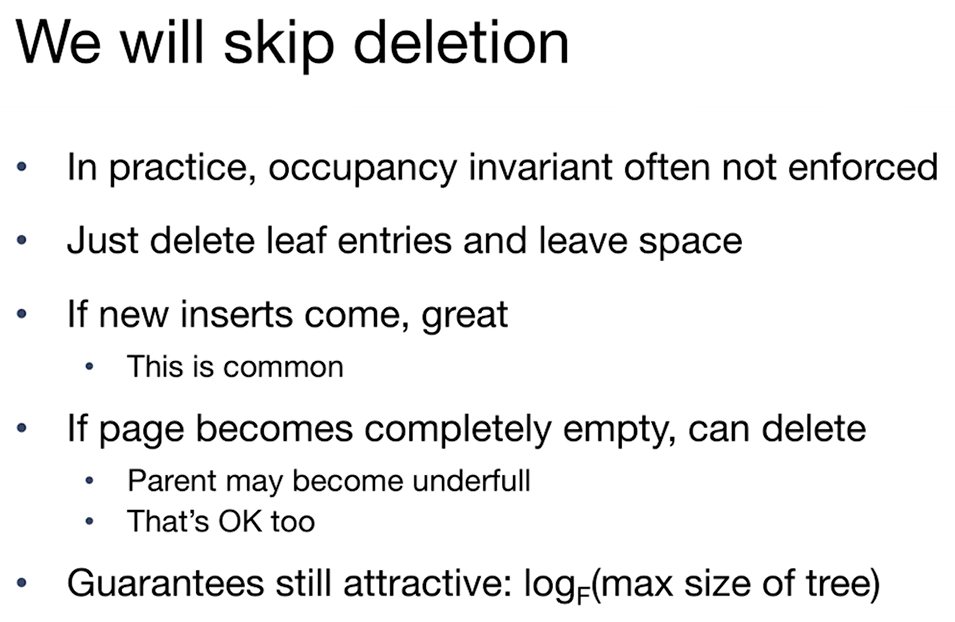 We will skip deletion
• In practice, occupancy invariant often not enforced
• Just delete leaf entries and leave space
• If new inserts come, great
• This is common
• If page becomes completely empty, can delete
• Parent may become underfull
• That’s OK too
• Guarantees still attractive: log_F(max size of tree)